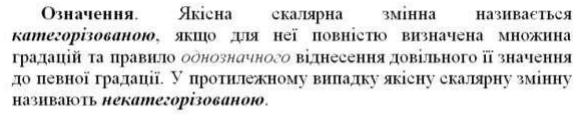 Означення. Якісна скалярна змінна називається
категорізованою, якщо для неї повністю визначена множина
градацій та правило однозначного віднесення довільного її значення
до певної градації. У протилежному випадку якісну скалярну змінну
називають некатегорізованою.